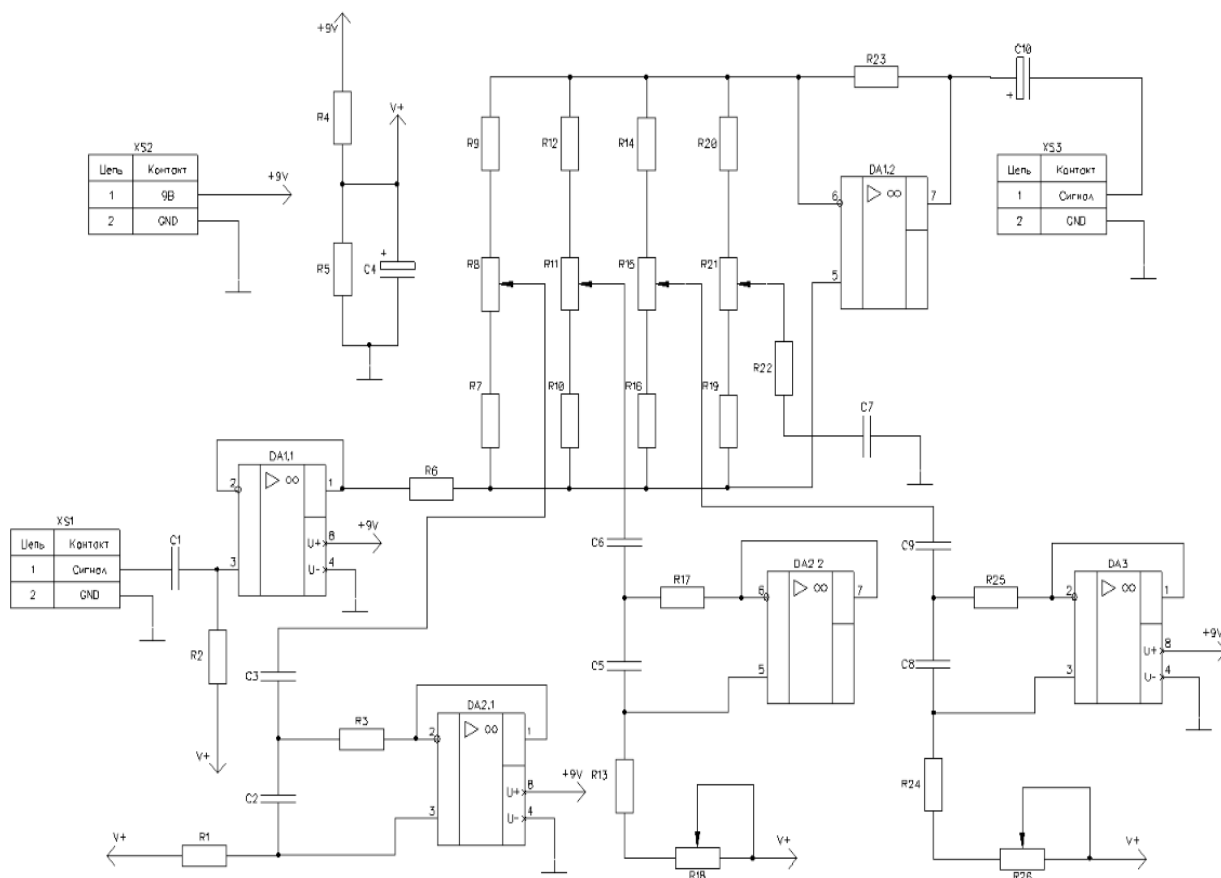 +9V
C10
R23
R4
V+
R9
R12
R14
R20
XS2
DA1.2
XS3
Цепь Контакт
1 9В
2 GND
+9V
6
▷ ∞
7
Цепь Контакт
1 Сигнал
2 GND
R5
+
C4
R8
R11
R15
R21
5
+
R22
R7
R10
R16
R19
C7
DA1.1
2
▷ ∞
1
R6
XS1
Цепь Контакт
1 Сигнал
2 GND
C1
3
U+ 8
U- 4
+9V
C6
C9
R2
R17
DA2.2
6
▷ ∞
7
R25
DA3
2
▷ ∞
1
C3
C5
5
C8
3
U+ 8
U- 4
+9V
V+
R3
DA2.1
2
▷ ∞
1
C2
3
U+ 8
U- 4
+9V
R13
R24
V+
R1
R18
V+
R26
V+